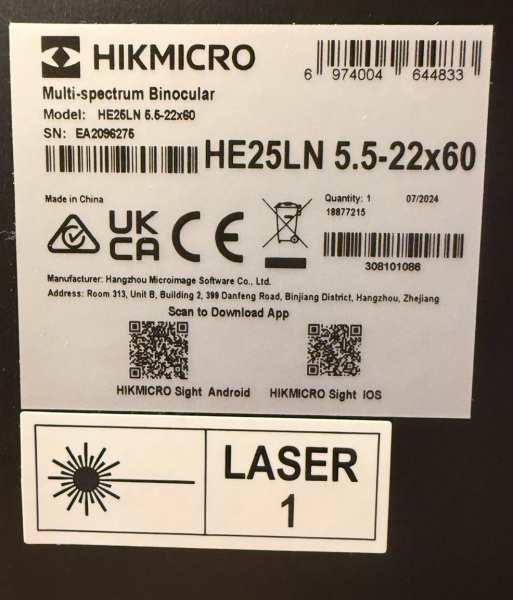 HIKMICRO
6 974004 644833
Multi-spectrum Binocular
Model: HE25LN 5.5-22x60
SN: EA2096275
HE25LN 5.5-22x60
Made in China
Quantity: 1 07/2024
18877215
UK
CA CE
308101086
Manufacturer: Hangzhou Microimage Software Co., Ltd.
Address: Room 313, Unit B, Building 2, 399 Danfeng Road, Binjiang District, Hangzhou, Zhejiang
Scan to Download App
HIKMICRO Sight Android HIKMICRO Sight IOS
LASER
1